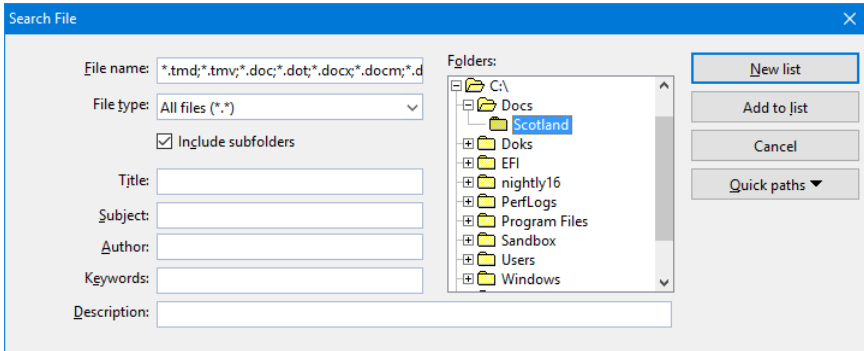 Search File
File name: *.tmd;*.tmv;*.doc;*.dot;*.docx;*.docm;*.d
File type: All files (*.*)
Include subfolders
Title:
Subject:
Author:
Keywords:
Description:
Folders:
C:\
Docs
Scotland
Doks
EFI
nightly16
PerfLogs
Program Files
Sandbox
Users
Windows
New list
Add to list
Cancel
Quick paths